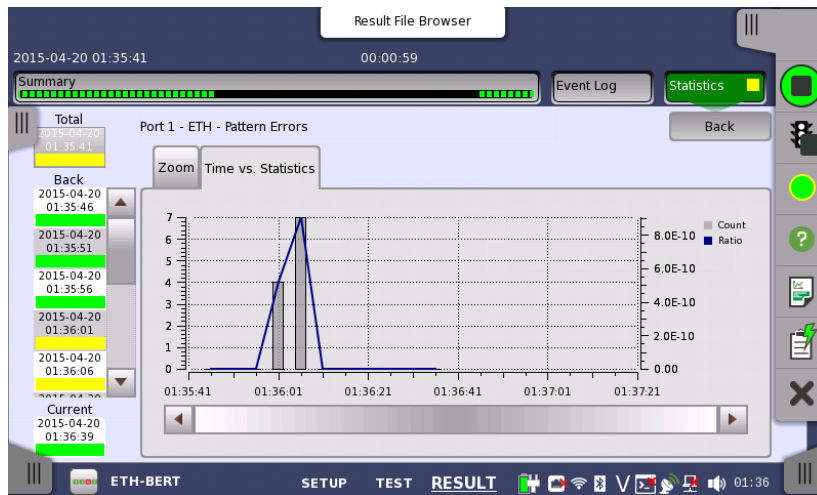 Result File Browser
2015-04-20 01:35:41
00:00:59
Summary
Event Log
Statistics
Total
2015-04-20
01:35:41
Back
2015-04-20
01:35:46
2015-04-20
01:35:51
2015-04-20
01:35:56
2015-04-20
01:36:01
2015-04-20
01:36:06
Current
2015-04-20
01:36:39
Port 1 - ETH - Pattern Errors
Back
Zoom
Time vs. Statistics
7
6
5
4
3
2
1
0
8.0E-10
6.0E-10
4.0E-10
2.0E-10
0.00
Count
Ratio
01:35:41
01:36:01
01:36:21
01:36:41
01:37:01
01:37:21
ETH-BERT
SETUP
TEST
RESULT
01:36